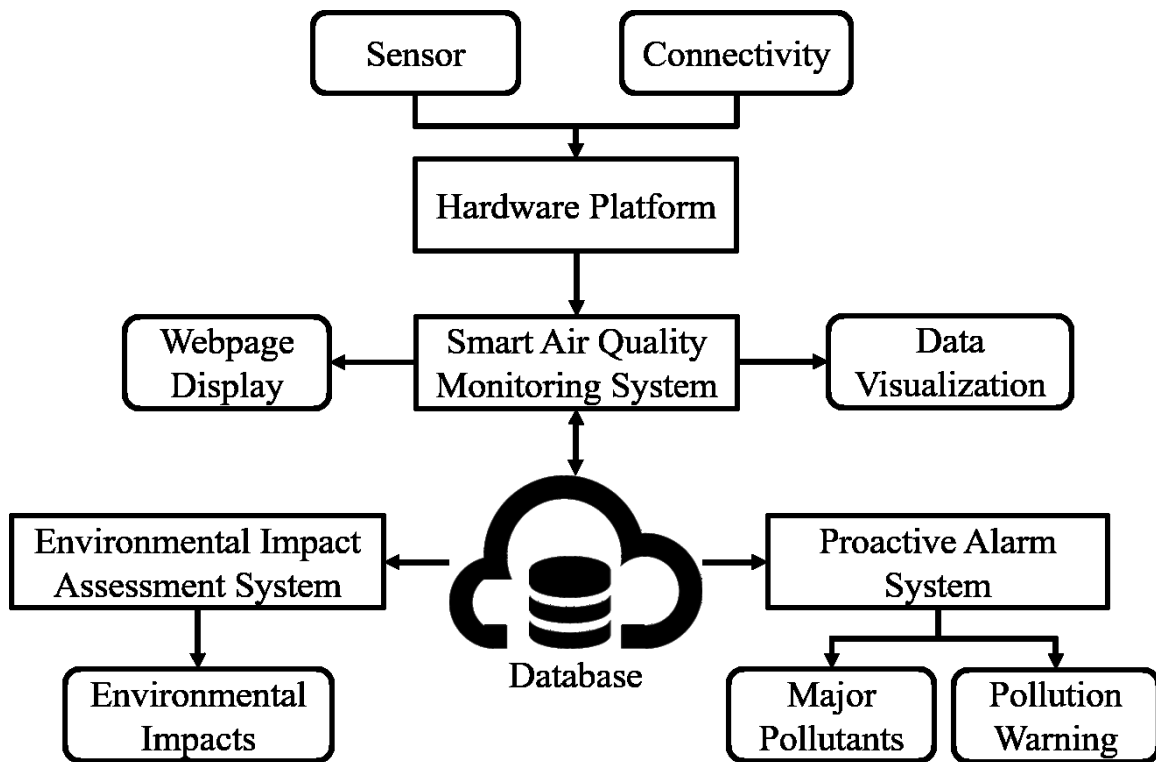 Sensor
Connectivity
Hardware Platform
Webpage
Display
Smart Air Quality
Monitoring System
Data
Visualization
Environmental Impact
Assessment System
Database
Proactive Alarm
System
Environmental
Impacts
Major
Pollutants
Pollution
Warning